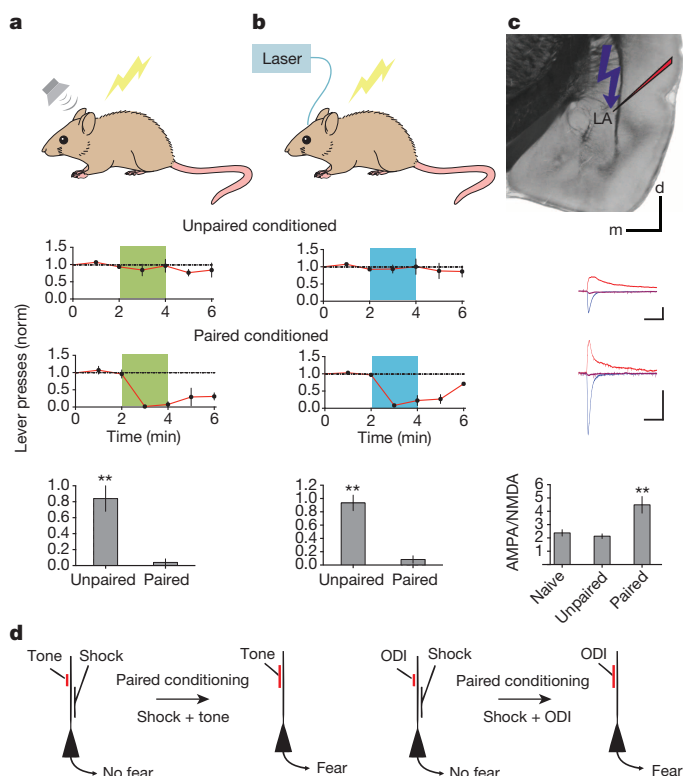 a
b
c
Laser
LA
d
m
Unpaired conditioned
1.5
1.0
0.5
0.0
0 2 4 6
1.5
1.0
0.5
0.0
0 2 4 6
Paired conditioned
1.5
1.0
0.5
0
0 2 4 6
Time (min)
1.5
1.0
0.5
0
0 2 4 6
Time (min)
Lever presses (norm)
1.0
0.8
0.6
0.4
0.2
0.0
**
Unpaired Paired
1.2
1.0
0.8
0.6
0.4
0.2
0.0
**
Unpaired Paired
AMPA/NMDA
6
5
4
3
2
1
0
**
Naive
Unpaired
Paired
d
Tone Shock
Paired conditioning
Shock + tone
No fear
Tone
Fear
ODI Shock
Paired conditioning
Shock + ODI
No fear
ODI
Fear